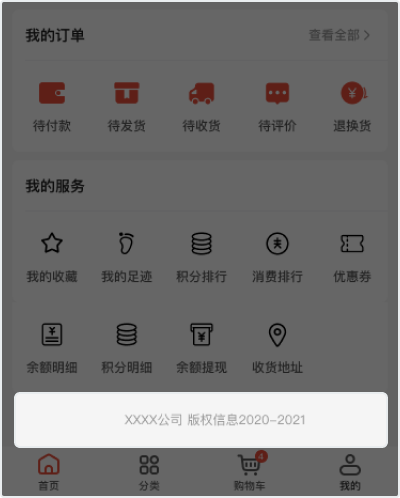 我的订单 查看全部
待付款 待发货 待收货 待评价 退换货
我的服务
我的收藏 我的足迹 积分排行 消费排行 优惠券
余额明细 积分明细 余额提现 收货地址
XXXX公司 版权信息2020-2021
4
首页 分类 购物车 我的